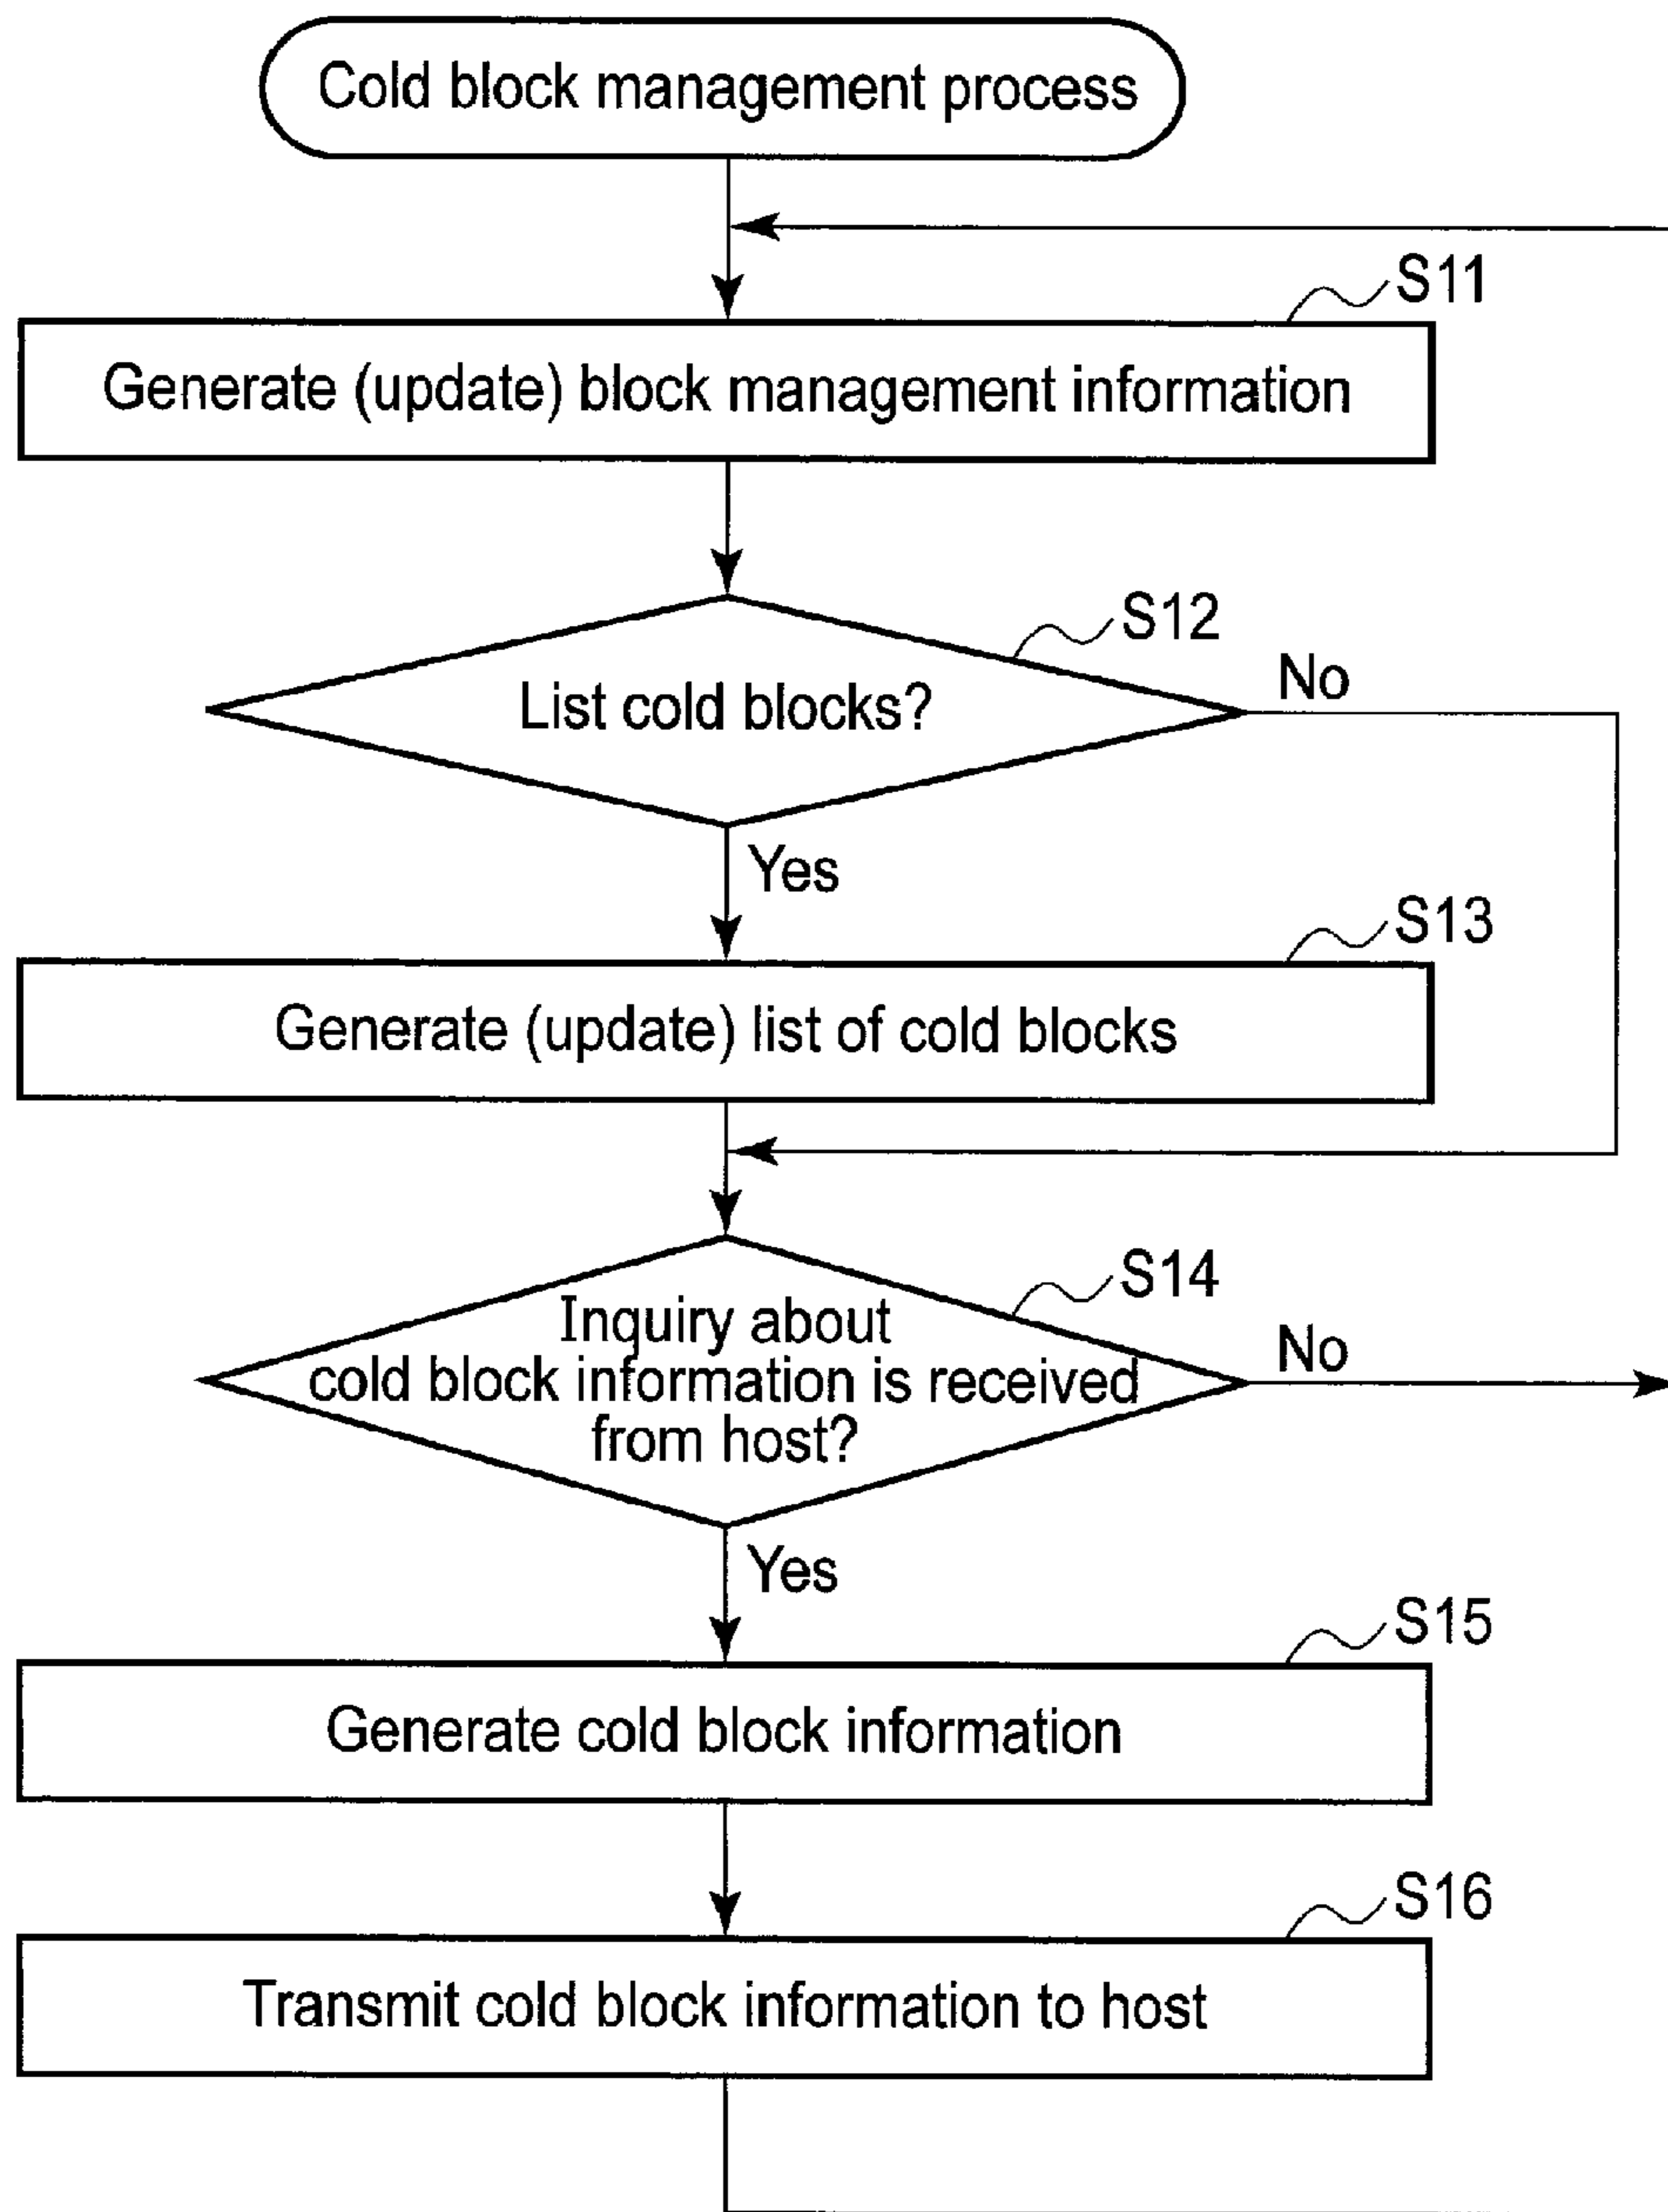 Cold block management process
S11
Generate (update) block management information
S12
List cold blocks?
No
Yes
S13
Generate (update) list of cold blocks
S14
Inquiry about
cold block information is received
from host?
No
Yes
S15
Generate cold block information
S16
Transmit cold block information to host